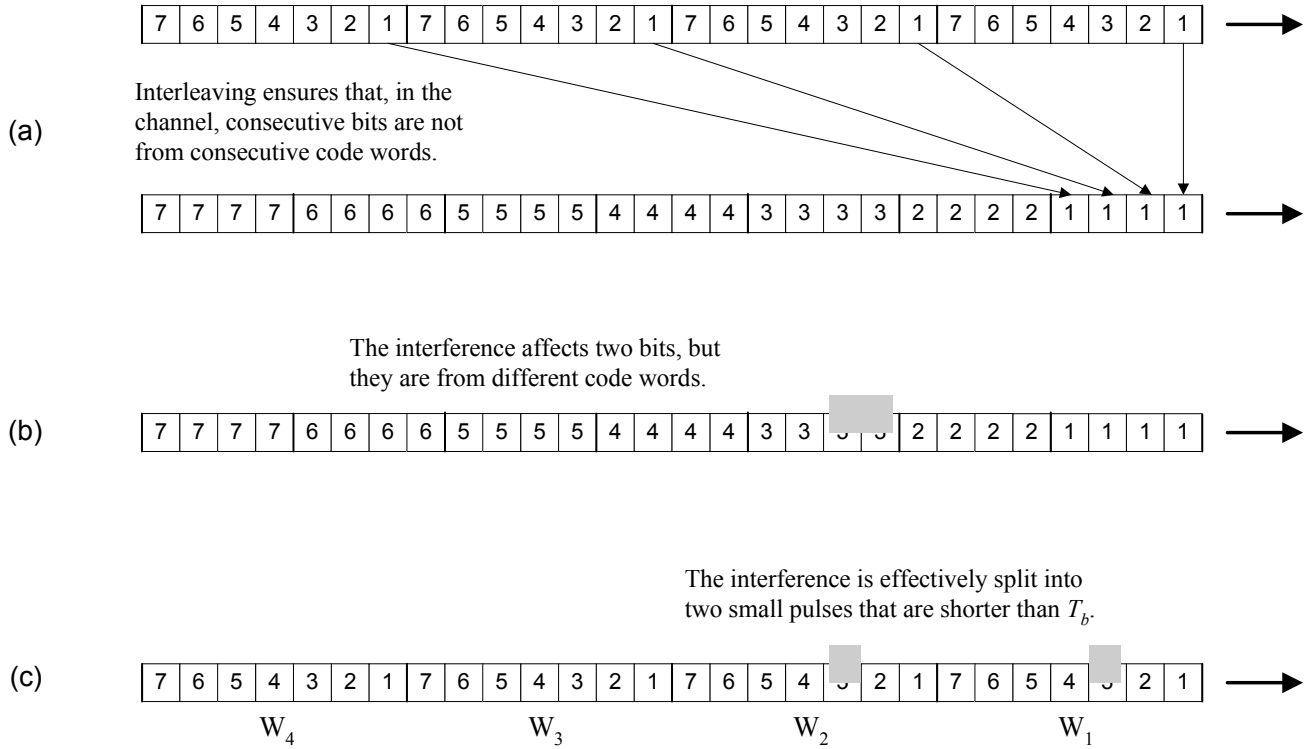 7 6 5 4 3 2 1 7 6 5 4 3 2 1 7 6 5 4 3 2 1 7 6 5 4 3 2 1
(a)
Interleaving ensures that, in the
channel, consecutive bits are not
from consecutive code words.
7 7 7 7 6 6 6 6 5 5 5 5 4 4 4 4 3 3 3 3 2 2 2 2 1 1 1 1
The interference affects two bits, but
they are from different code words.
(b)
7 7 7 7 6 6 6 6 5 5 5 5 4 4 4 4 3 3 3 3 2 2 2 2 1 1 1 1
The interference is effectively split into
two small pulses that are shorter than T_b.
(c)
7 6 5 4 3 2 1 7 6 5 4 3 2 1 7 6 5 4 3 2 1 7 6 5 4 3 2 1
W_4 W_3 W_2 W_1